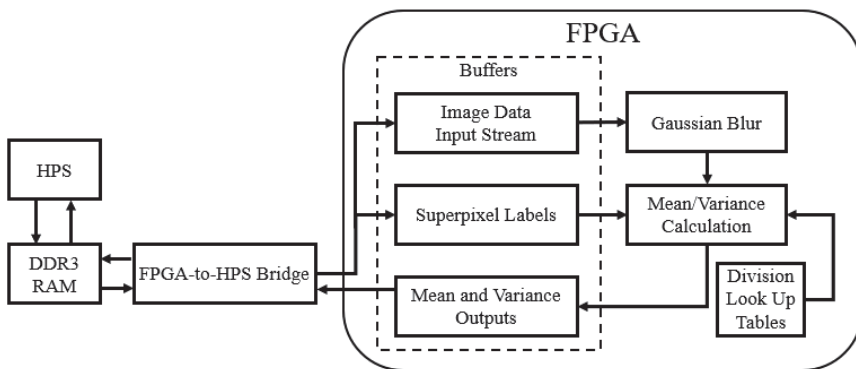 FPGA
Buffers
Image Data
Input Stream
Gaussian Blur
HPS
Superpixel Labels
Mean/Variance
Calculation
DDR3
RAM
FPGA-to-HPS Bridge
Mean and Variance
Outputs
Division
Look Up
Tables